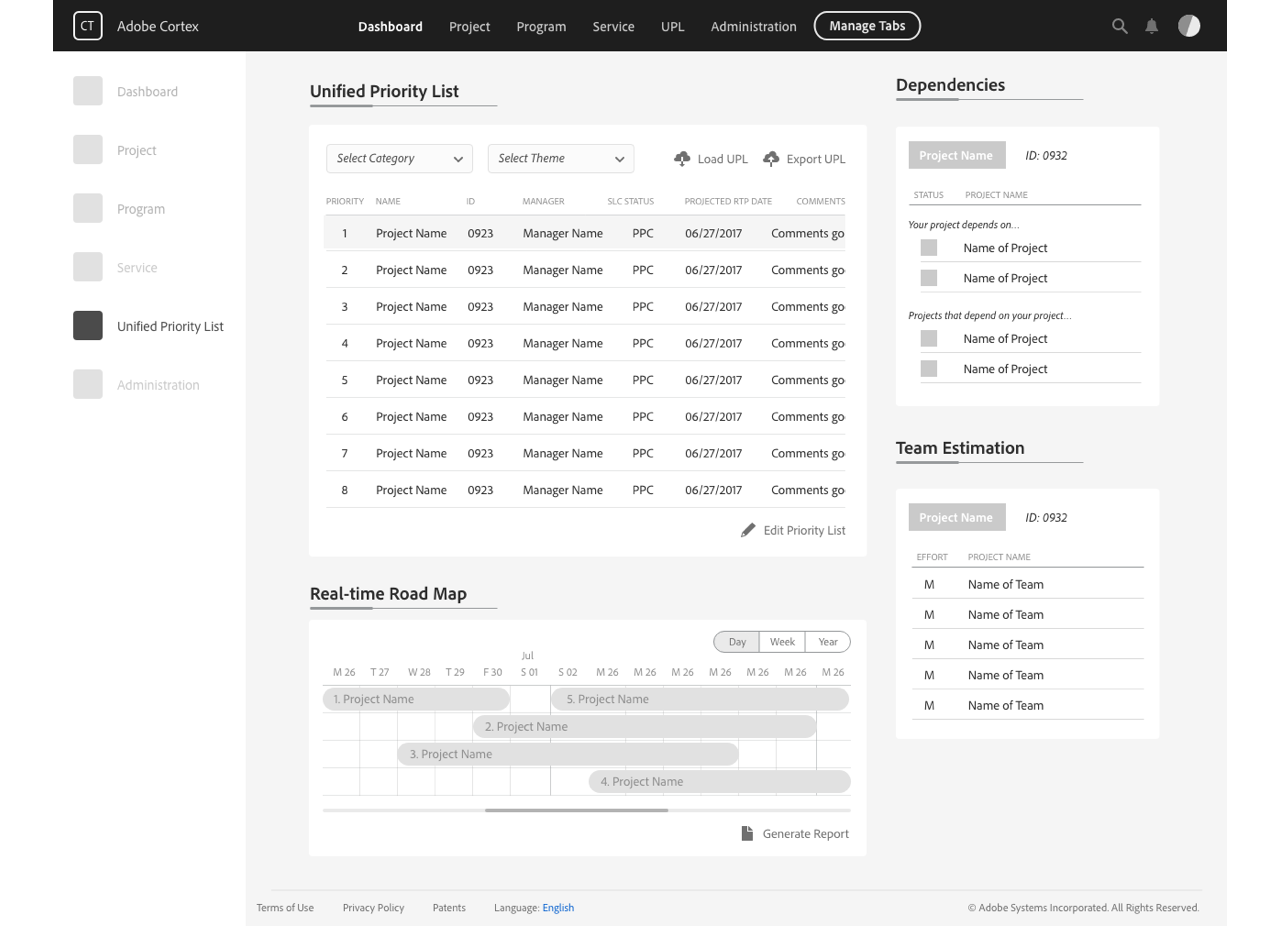 CT Adobe Cortex Dashboard Project Program Service UPL Administration Manage Tabs
Dashboard
Project
Program
Service
Unified Priority List
Administration
Unified Priority List
Select Category Select Theme Load UPL Export UPL
PRIORITY NAME ID MANAGER SLC STATUS PROJECTED RTP DATE COMMENTS
1 Project Name 0923 Manager Name PPC 06/27/2017 Comments go
2 Project Name 0923 Manager Name PPC 06/27/2017 Comments go
3 Project Name 0923 Manager Name PPC 06/27/2017 Comments go
4 Project Name 0923 Manager Name PPC 06/27/2017 Comments go
5 Project Name 0923 Manager Name PPC 06/27/2017 Comments go
6 Project Name 0923 Manager Name PPC 06/27/2017 Comments go
7 Project Name 0923 Manager Name PPC 06/27/2017 Comments go
8 Project Name 0923 Manager Name PPC 06/27/2017 Comments go
Edit Priority List
Real-time Road Map
Day Week Year
Jul
M 26 T 27 W 28 T 29 F 30 S 01 S 02 M 26 M 26 M 26 M 26 M 26 M 26 M 26
1. Project Name 5. Project Name
2. Project Name
3. Project Name
4. Project Name
Generate Report
Dependencies
Project Name ID: 0932
STATUS PROJECT NAME
Your project depends on...
Name of Project
Name of Project
Projects that depend on your project...
Name of Project
Name of Project
Team Estimation
Project Name ID: 0932
EFFORT PROJECT NAME
M Name of Team
M Name of Team
M Name of Team
M Name of Team
M Name of Team
Terms of Use Privacy Policy Patents Language: English © Adobe Systems Incorporated. All Rights Reserved.